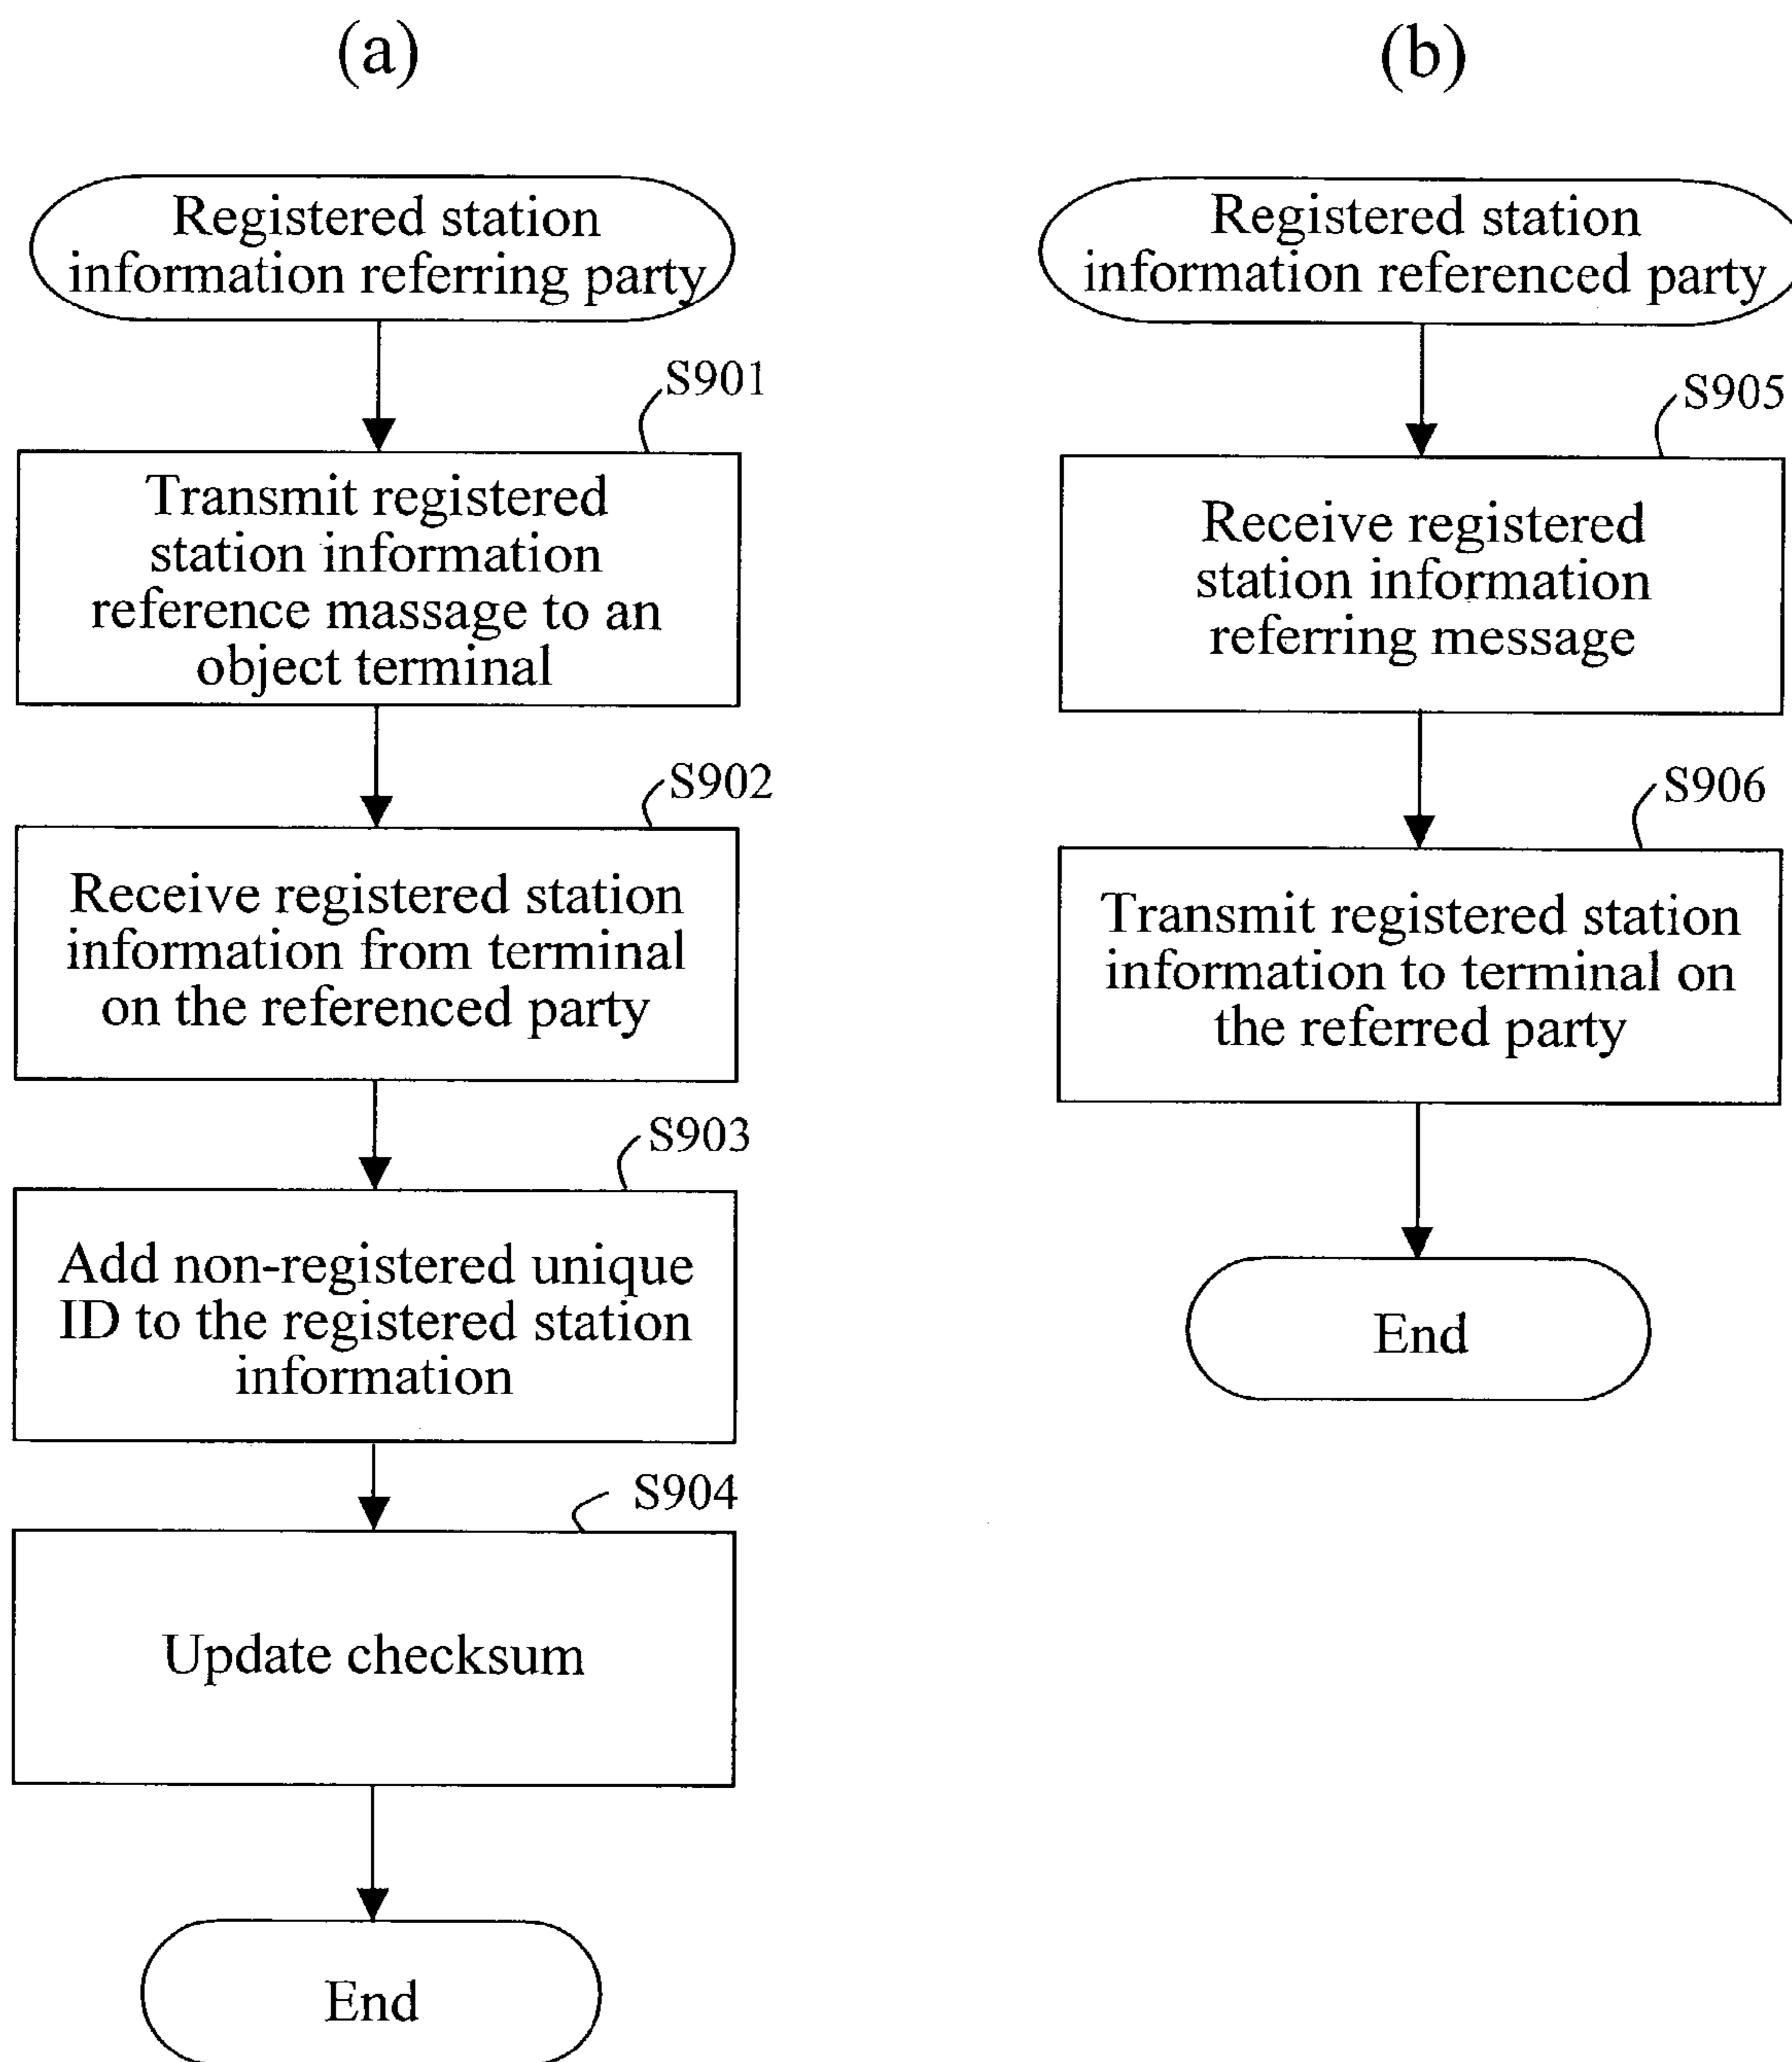 (a)
Registered station
information referring party
S901
Transmit registered
station information
reference massage to an
object terminal
S902
Receive registered station
information from terminal
on the referenced party
S903
Add non-registered unique
ID to the registered station
information
S904
Update checksum
End
(b)
Registered station
information referenced party
S905
Receive registered
station information
referring message
S906
Transmit registered station
information to terminal on
the referred party
End